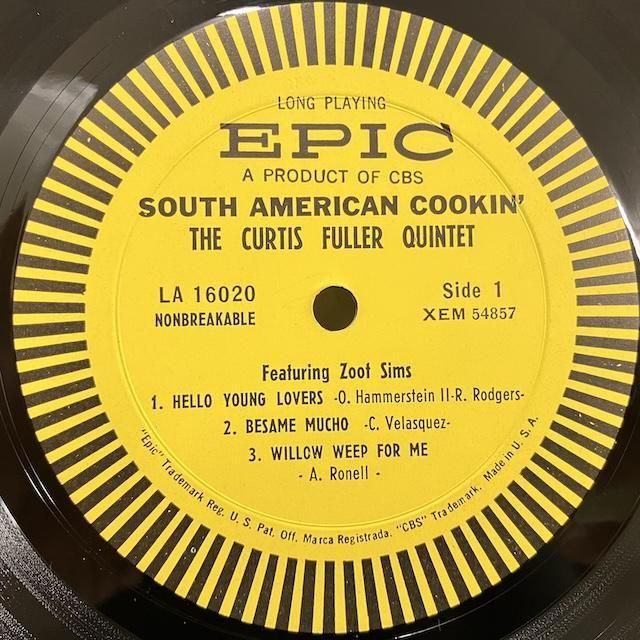 LONG PLAYING
EPIC
A PRODUCT OF CBS
SOUTH AMERICAN COOKIN'
THE CURTIS FULLER QUINTET
LA 16020
NONBREAKABLE
Side 1
XEM 54857
Featuring Zoot Sims
1. HELLO YOUNG LOVERS -O. Hammerstein II-R. Rodgers-
2. BESAME MUCHO -C. Velasquez-
3. WILLOW WEEP FOR ME
- A. Ronell -
"Epic" Trademark Reg. U. S. Pat. Off. Marca Registrada. "CBS" Trademark. Made in U. S. A.